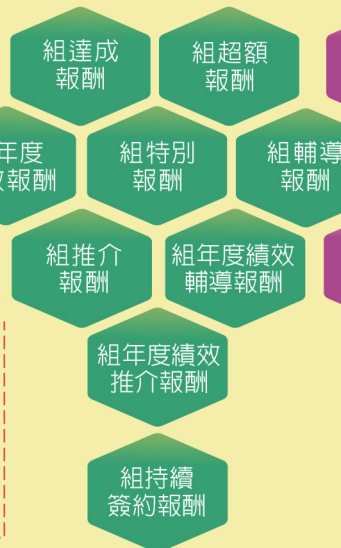 組達成
報酬
組超額
報酬
年度
報酬
組特別
報酬
組輔導
報酬
組推介
報酬
組年度績效
輔導報酬
組年度績效
推介報酬
組持續
簽約報酬